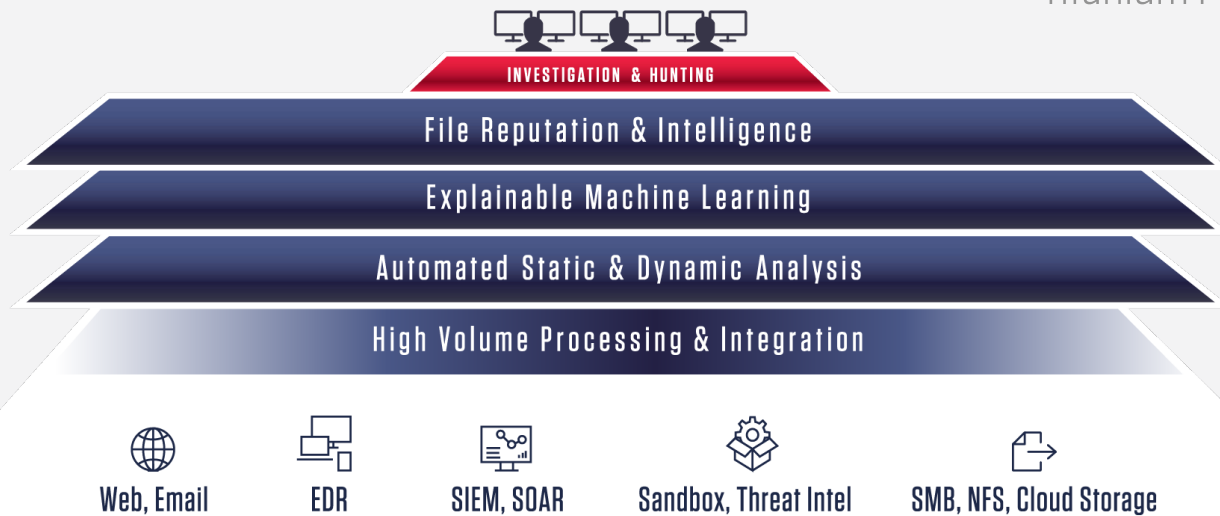 INVESTIGATION & HUNTING
File Reputation & Intelligence
Explainable Machine Learning
Automated Static & Dynamic Analysis
High Volume Processing & Integration
Web, Email
EDR
SIEM, SOAR
Sandbox, Threat Intel
SMB, NFS, Cloud Storage